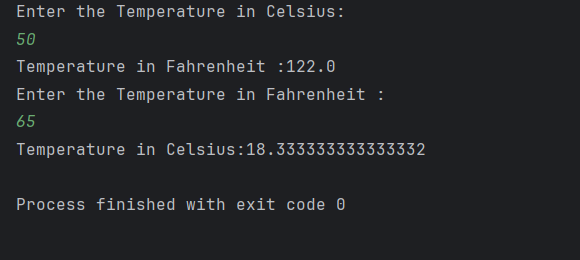 Enter the Temperature in Celsius:
50
Temperature in Fahrenheit :122.0
Enter the Temperature in Fahrenheit :
65
Temperature in Celsius:18.333333333333332
Process finished with exit code 0